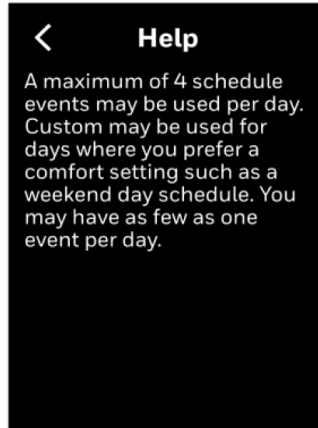 Help
A maximum of 4 schedule
events may be used per day.
Custom may be used for
days where you prefer a
comfort setting such as a
weekend day schedule. You
may have as few as one
event per day.